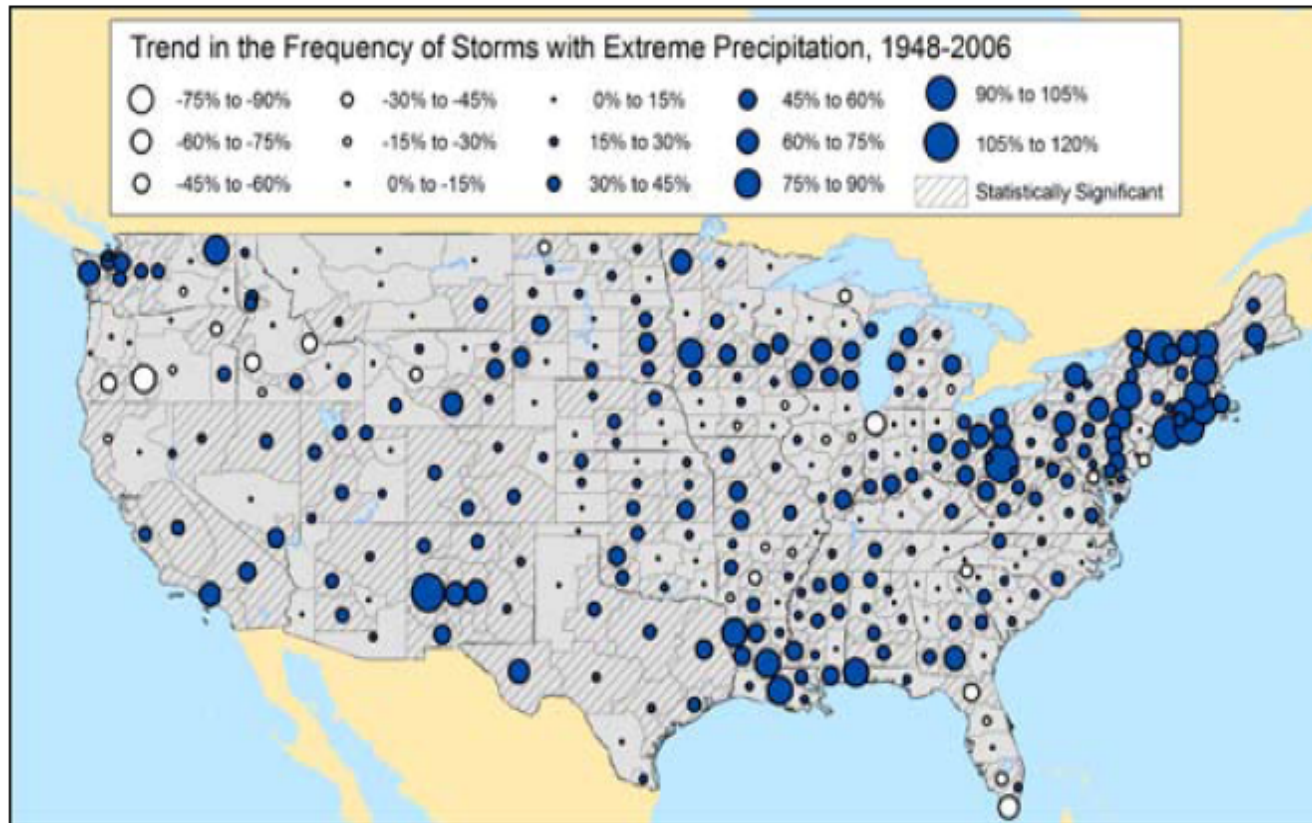 Trend in the Frequency of Storms with Extreme Precipitation, 1948-2006
-75% to -90%
-60% to -75%
-45% to -60%
-30% to -45%
-15% to -30%
0% to -15%
0% to 15%
15% to 30%
30% to 45%
45% to 60%
60% to 75%
75% to 90%
90% to 105%
105% to 120%
Statistically Significant